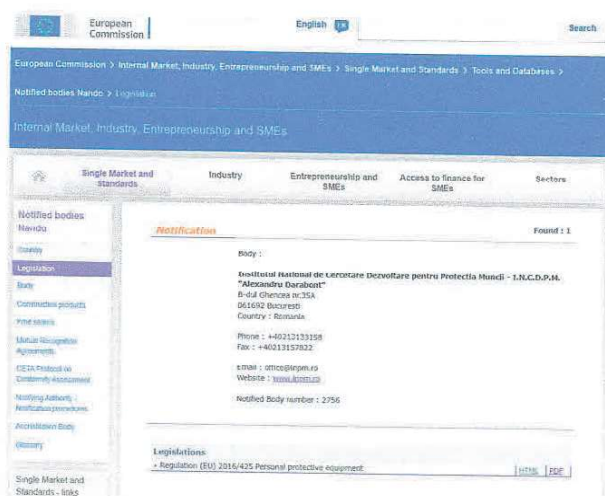 European
Commission
English EN
Search
European Commission > Internal Market, Industry, Entrepreneurship and SMEs > Single Market and Standards > Tools and Databases >
Notified bodies Nando > Legislation
Internal Market, Industry, Entrepreneurship and SMEs
Single Market and
standards
Industry
Entrepreneurship and
SMEs
Access to finance for
SMEs
Sectors
Notified bodies
Nando
Country
Legislation
Body
Construction products
Free search
Mutual Recognition
Agreements
CETA Protocol on
Conformity Assessment
Notifying Authority -
Notification procedures
Accreditation Body
Glossary
Single Market and
Standards - links
Notification
Found : 1
Body :
Institutul National de Cercetare Dezvoltare pentru Protectia Muncii - I.N.C.D.P.M.
"Alexandru Darabont"
B-dul Ghencea nr.35A
061692 Bucuresti
Country : Romania
Phone : +40213133158
Fax : +40213157822
Email : office@inpm.ro
Website : www.inpm.ro
Notified Body number : 2756
Legislations
- Regulation (EU) 2016/425 Personal protective equipment
HTML PDF